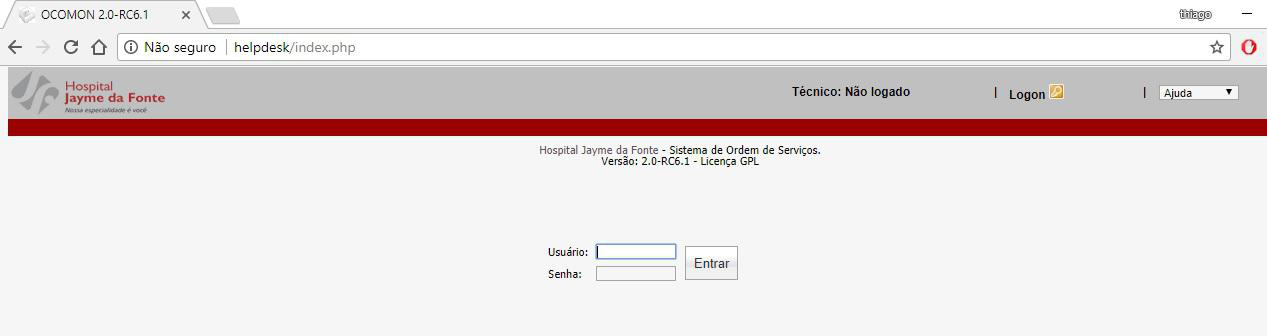 OCOMON 2.0-RC6.1
thiago
Não seguro | helpdesk/index.php
Hospital
Jayme da Fonte
Nossa especialidade é você
Técnico: Não logado | Logon | Ajuda
Hospital Jayme da Fonte - Sistema de Ordem de Serviços.
Versão: 2.0-RC6.1 - Licença GPL
Usuário:
Senha:
Entrar